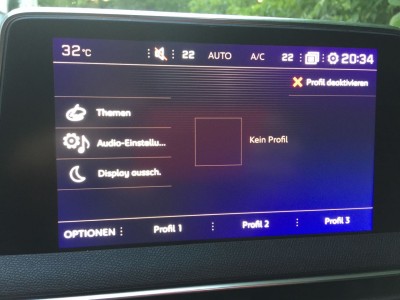 32 °C 22 AUTO A/C 22 20:34
Profil deaktivieren
Themen
Audio-Einstellu...
Kein Profil
Display aussch.
OPTIONEN Profil 1 Profil 2 Profil 3